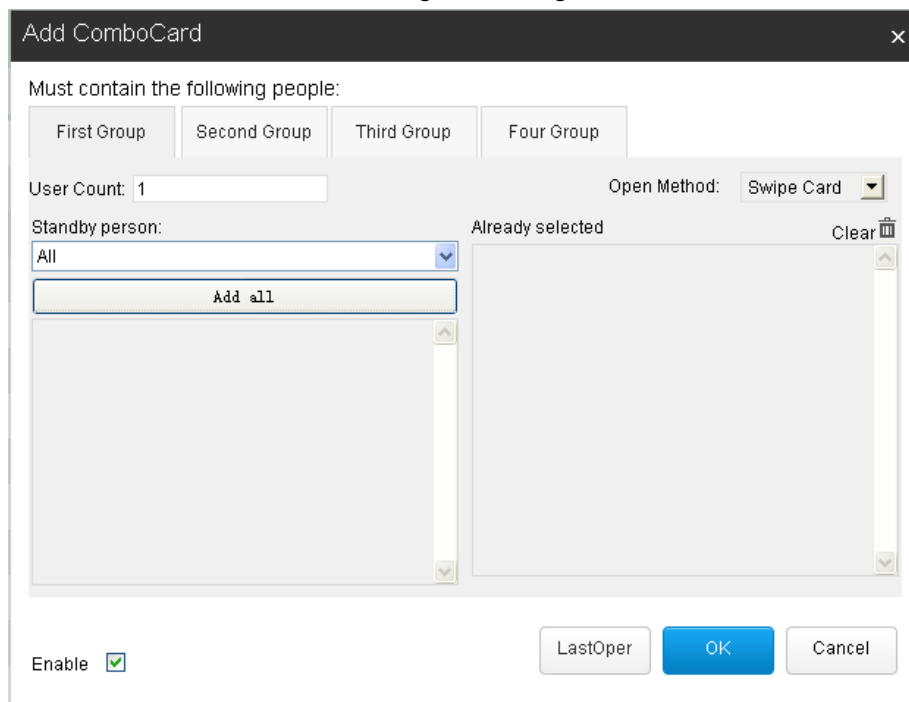 Add ComboCard
Must contain the following people:
First Group Second Group Third Group Four Group
User Count: 1 Open Method: Swipe Card
Standby person: Already selected Clear
All
Add all
LastOper OK Cancel
Enable